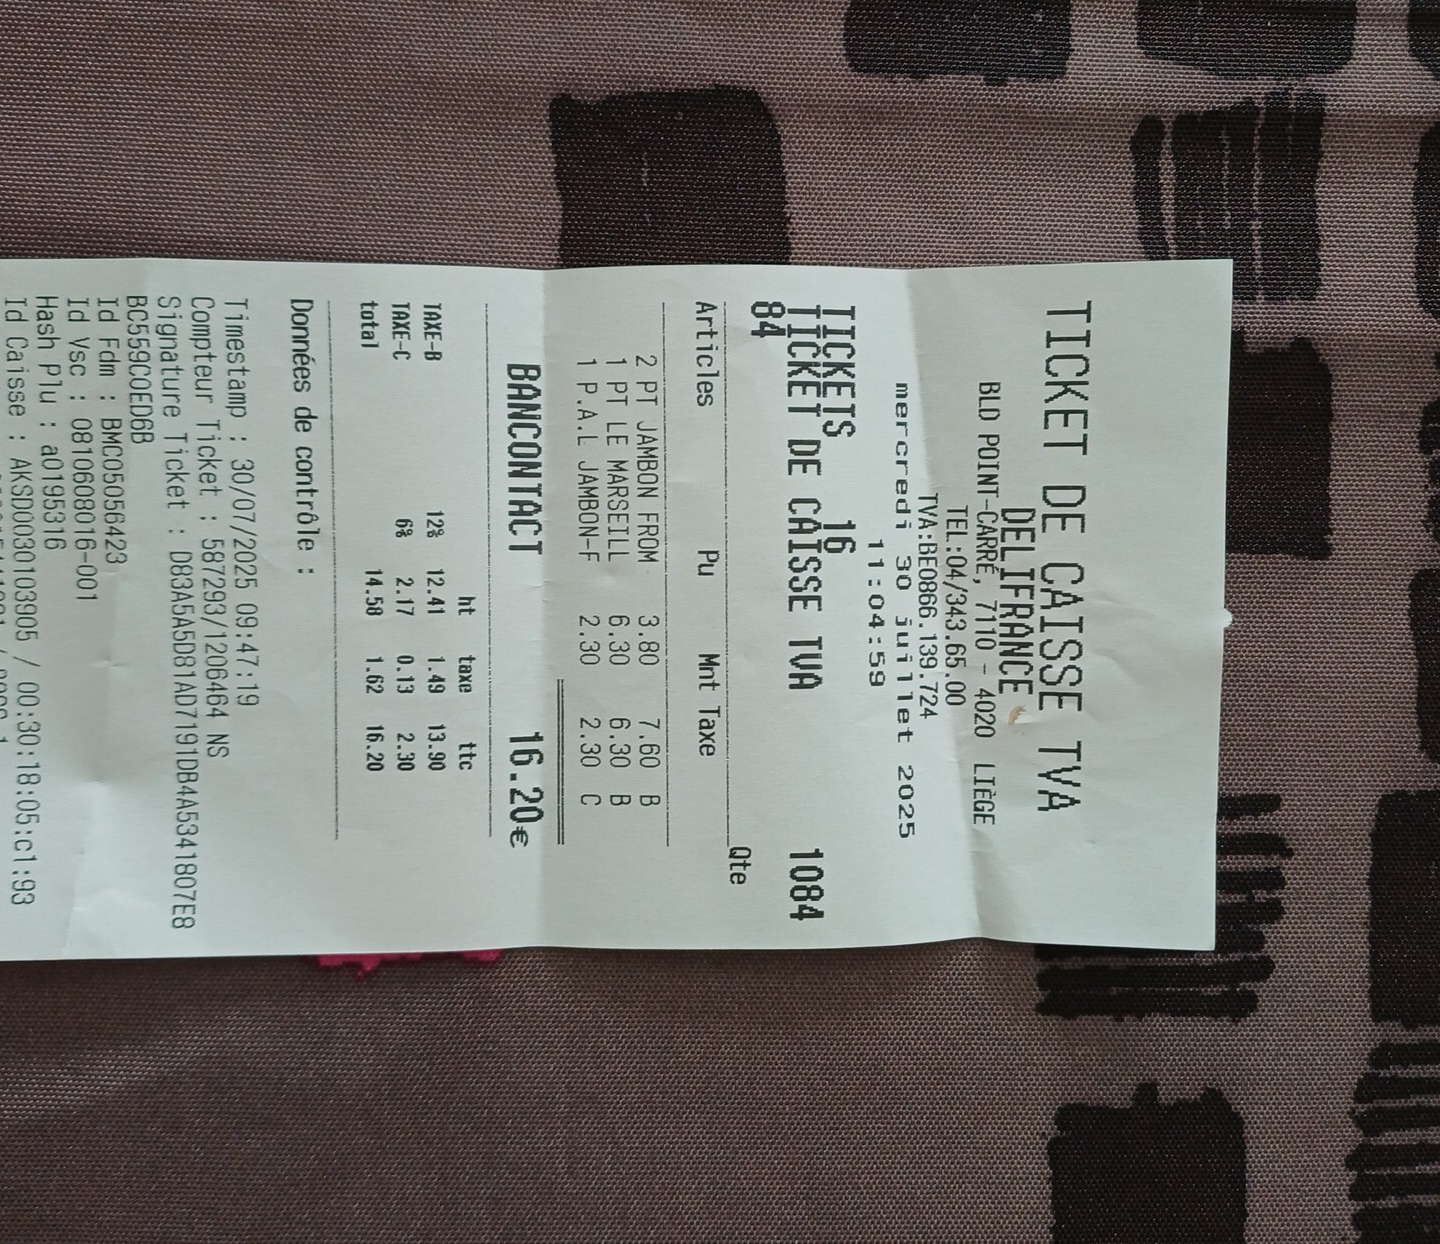 TICKET DE CAISSE TVA
DELIFRANCE
BLD POINT-CARRÉ, 7110 - 4020 LIÈGE
TEL:04/343.65.00
TVA:BE0866.139.724
mercredi 30 juillet 2025
11:04:59
TICKETS 16
TICKET DE CAISSE TVA 1084
84
Qte
Articles Pu Mnt Taxe
2 PT JAMBON FROM 3.80 7.60 B
1 PT LE MARSEILL 6.30 6.30 B
1 P.A.L JAMBON-F 2.30 2.30 C
BANCONTACT 16.20€
ht taxe ttc
TAXE-B 12% 12.41 1.49 13.90
TAXE-C 6% 2.17 0.13 2.30
total 14.58 1.62 16.20
Données de contrôle :
Timestamp : 30/07/2025 09:47:19
Compteur Ticket : 587293/1206464 NS
Signature Ticket : D83A5A5D81AD7191DB4A5341807E8
BC559C0ED6B
Id Fdm : BMC05056423
Id Vsc : 0810608016-001
Hash Plu : a0195316
Id Caisse : AKSD0030103905 / 00:30:18:05:c1:93